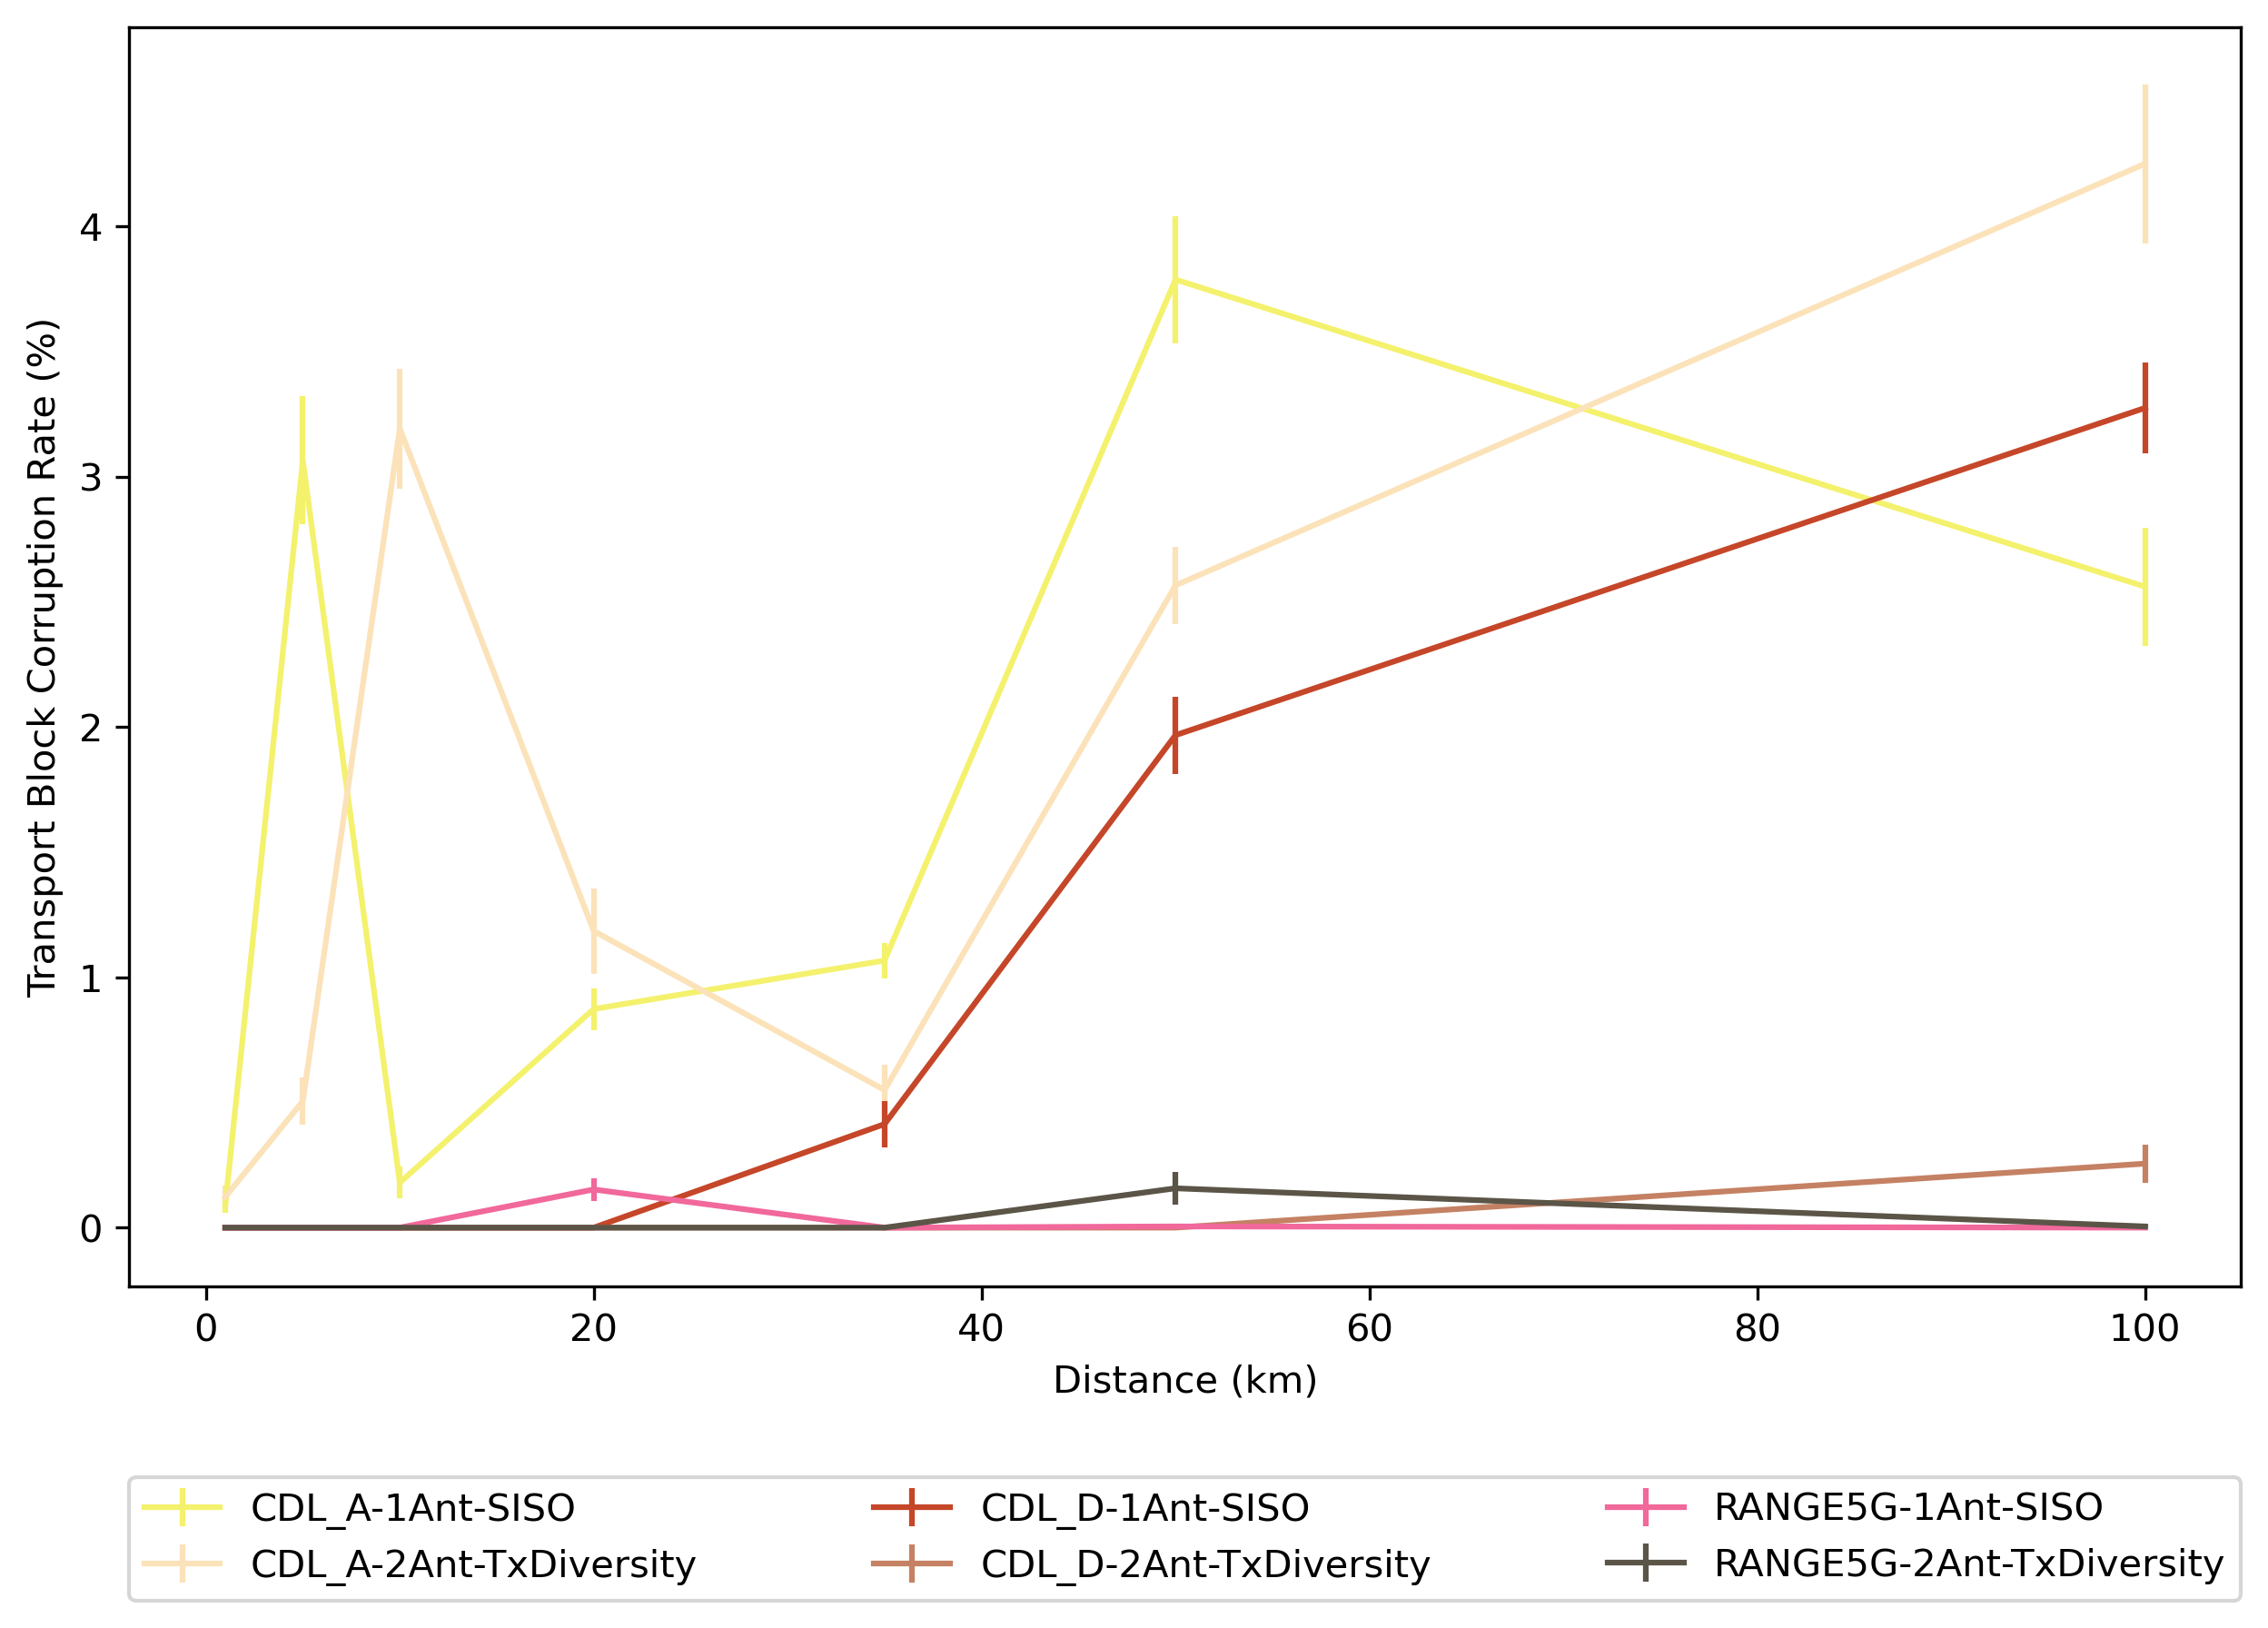 Transport Block Corruption Rate (%)
4
3
2
1
0
0 20 40 60 80 100
Distance (km)
CDL_A-1Ant-SISO CDL_D-1Ant-SISO RANGE5G-1Ant-SISO
CDL_A-2Ant-TxDiversity CDL_D-2Ant-TxDiversity RANGE5G-2Ant-TxDiversity